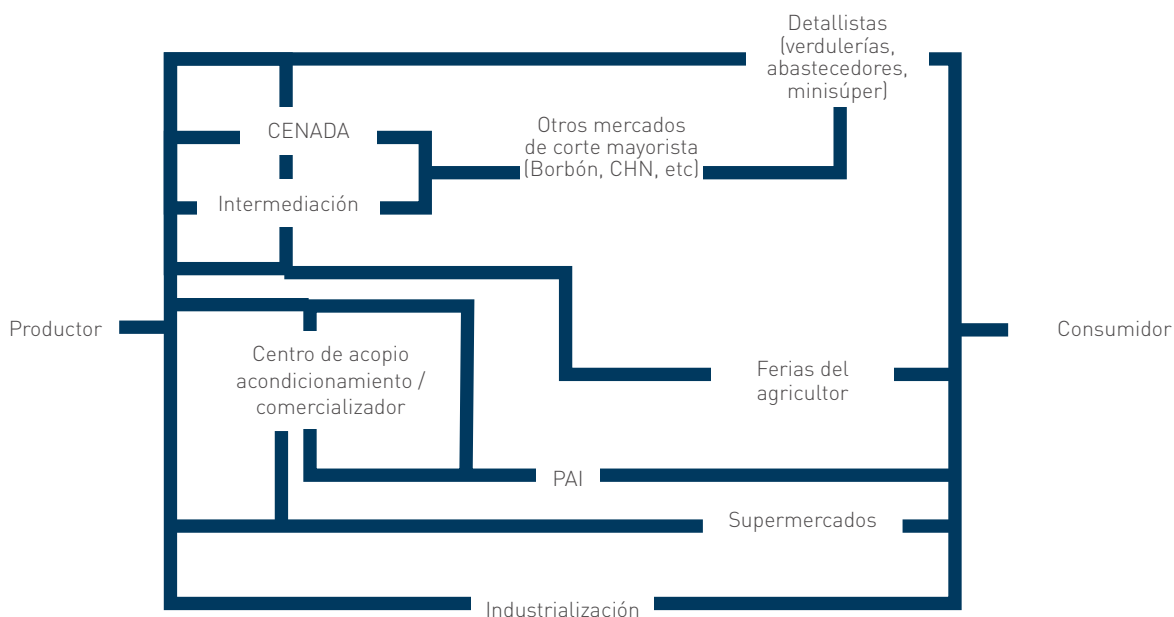 Detallistas
(verdulerías,
abastecedores,
minisúper)
CENADA
Otros mercados
de corte mayorista
(Borbón, CHN, etc)
Intermediación
Productor
Consumidor
Centro de acopio
acondicionamiento /
comercializador
Ferias del
agricultor
PAI
Supermercados
Industrialización